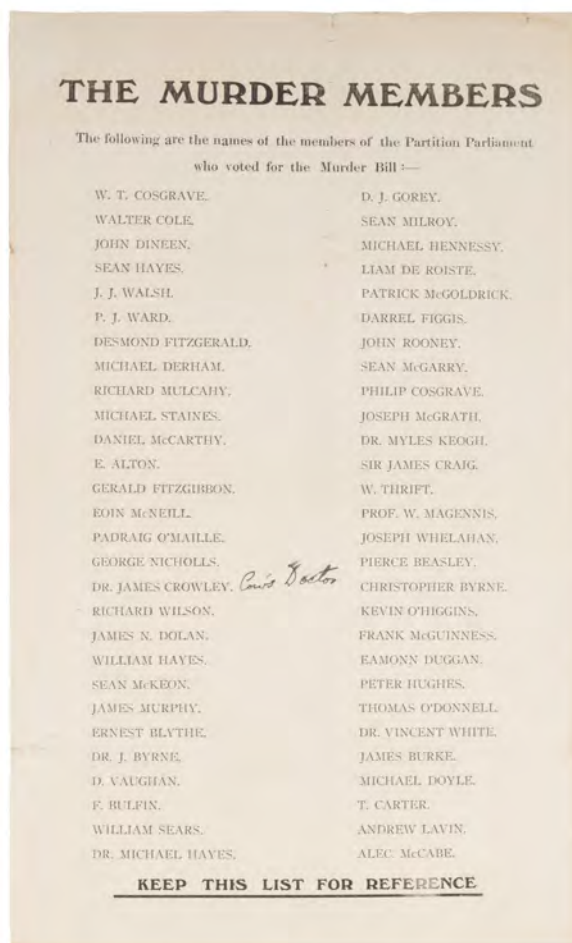 THE MURDER MEMBERS
The following are the names of the members of the Partition Parliament
who voted for the Murder Bill :—
W. T. COSGRAVE.
WALTER COLE.
JOHN DINEEN.
SEAN HAYES.
J. J. WALSH.
P. J. WARD.
DESMOND FITZGERALD.
MICHAEL DERHAM.
RICHARD MULCAHY.
MICHAEL STAINES.
DANIEL McCARTHY.
E. ALTON.
GERALD FITZGIBBON.
EOIN McNEILL.
PADRAIG O'MAILLE.
GEORGE NICHOLLS.
DR. JAMES CROWLEY. Cow's Doctor
RICHARD WILSON.
JAMES N. DOLAN.
WILLIAM HAYES.
SEAN McKEON.
JAMES MURPHY.
ERNEST BLYTHE.
DR. J. BYRNE.
D. VAUGHAN.
F. BULFIN.
WILLIAM SEARS.
DR. MICHAEL HAYES.
D. J. GOREY.
SEAN MILROY.
MICHAEL HENNESSY.
LIAM DE ROISTE.
PATRICK McGOLDRICK.
DARREL FIGGIS.
JOHN ROONEY.
SEAN McGARRY.
PHILIP COSGRAVE.
JOSEPH McGRATH.
DR. MYLES KEOGH.
SIR JAMES CRAIG.
W. THRIFT.
PROF. W. MAGENNIS.
JOSEPH WHELAHAN.
PIERCE BEASLEY.
CHRISTOPHER BYRNE.
KEVIN O'HIGGINS.
FRANK McGUINNESS.
EAMONN DUGGAN.
PETER HUGHES.
THOMAS O'DONNELL.
DR. VINCENT WHITE.
JAMES BURKE.
MICHAEL DOYLE.
T. CARTER.
ANDREW LAVIN.
ALEC. McCABE.
KEEP THIS LIST FOR REFERENCE